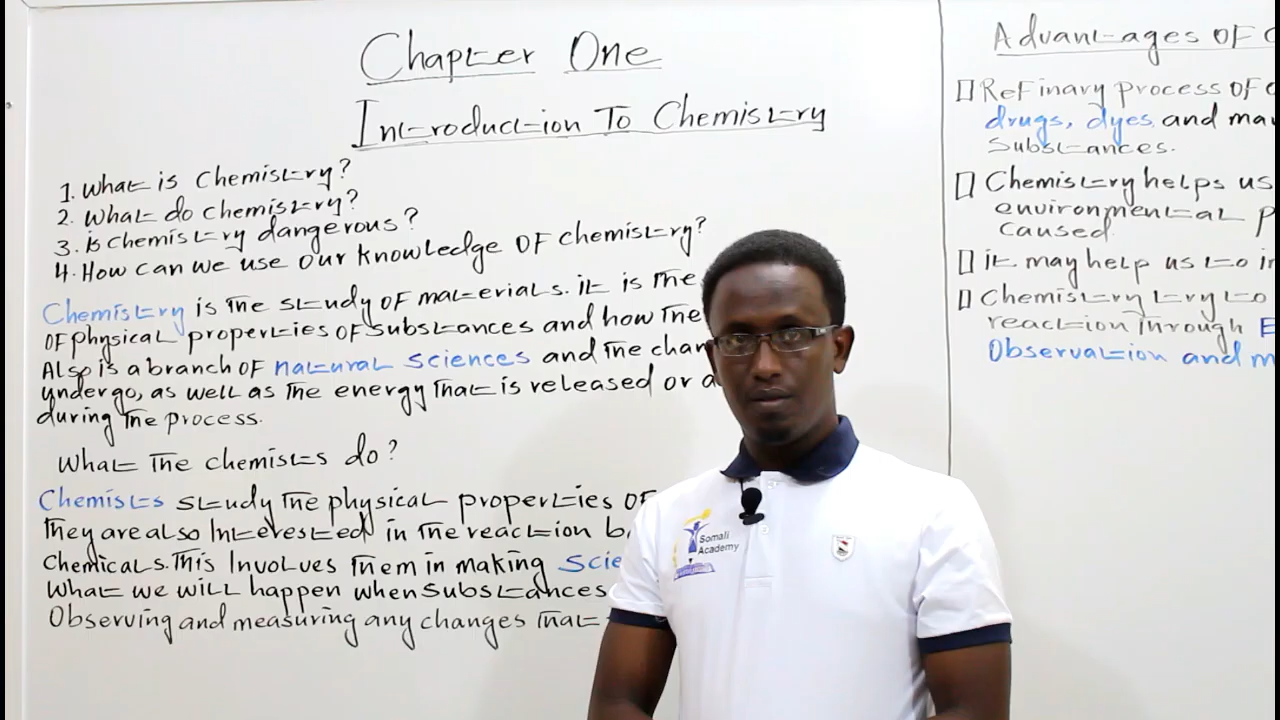 Chapter One
Introduction To Chemistry
1. What is Chemistry?
2. What do chemistry?
3. is chemistry dangerous?
4. How can we use our knowledge of chemistry?
Chemistry is the study of materials. it is the
of physical properties of substances and how the
Also is a branch of natural sciences and the
undergo, as well as the energy that is released or
during the process.
What the chemists do?
Chemists study the physical properties of
They are also Interested in the reaction
Chemicals. This Involves them in making
What we will happen when substances
Observing and measuring any changes that
Advantages of
Refinary process of
drugs, dyes and
substances.
Chemistry helps us
environmental
caused
it may help us to
Chemistry try to
reaction through
Observation and
Somali
Academy